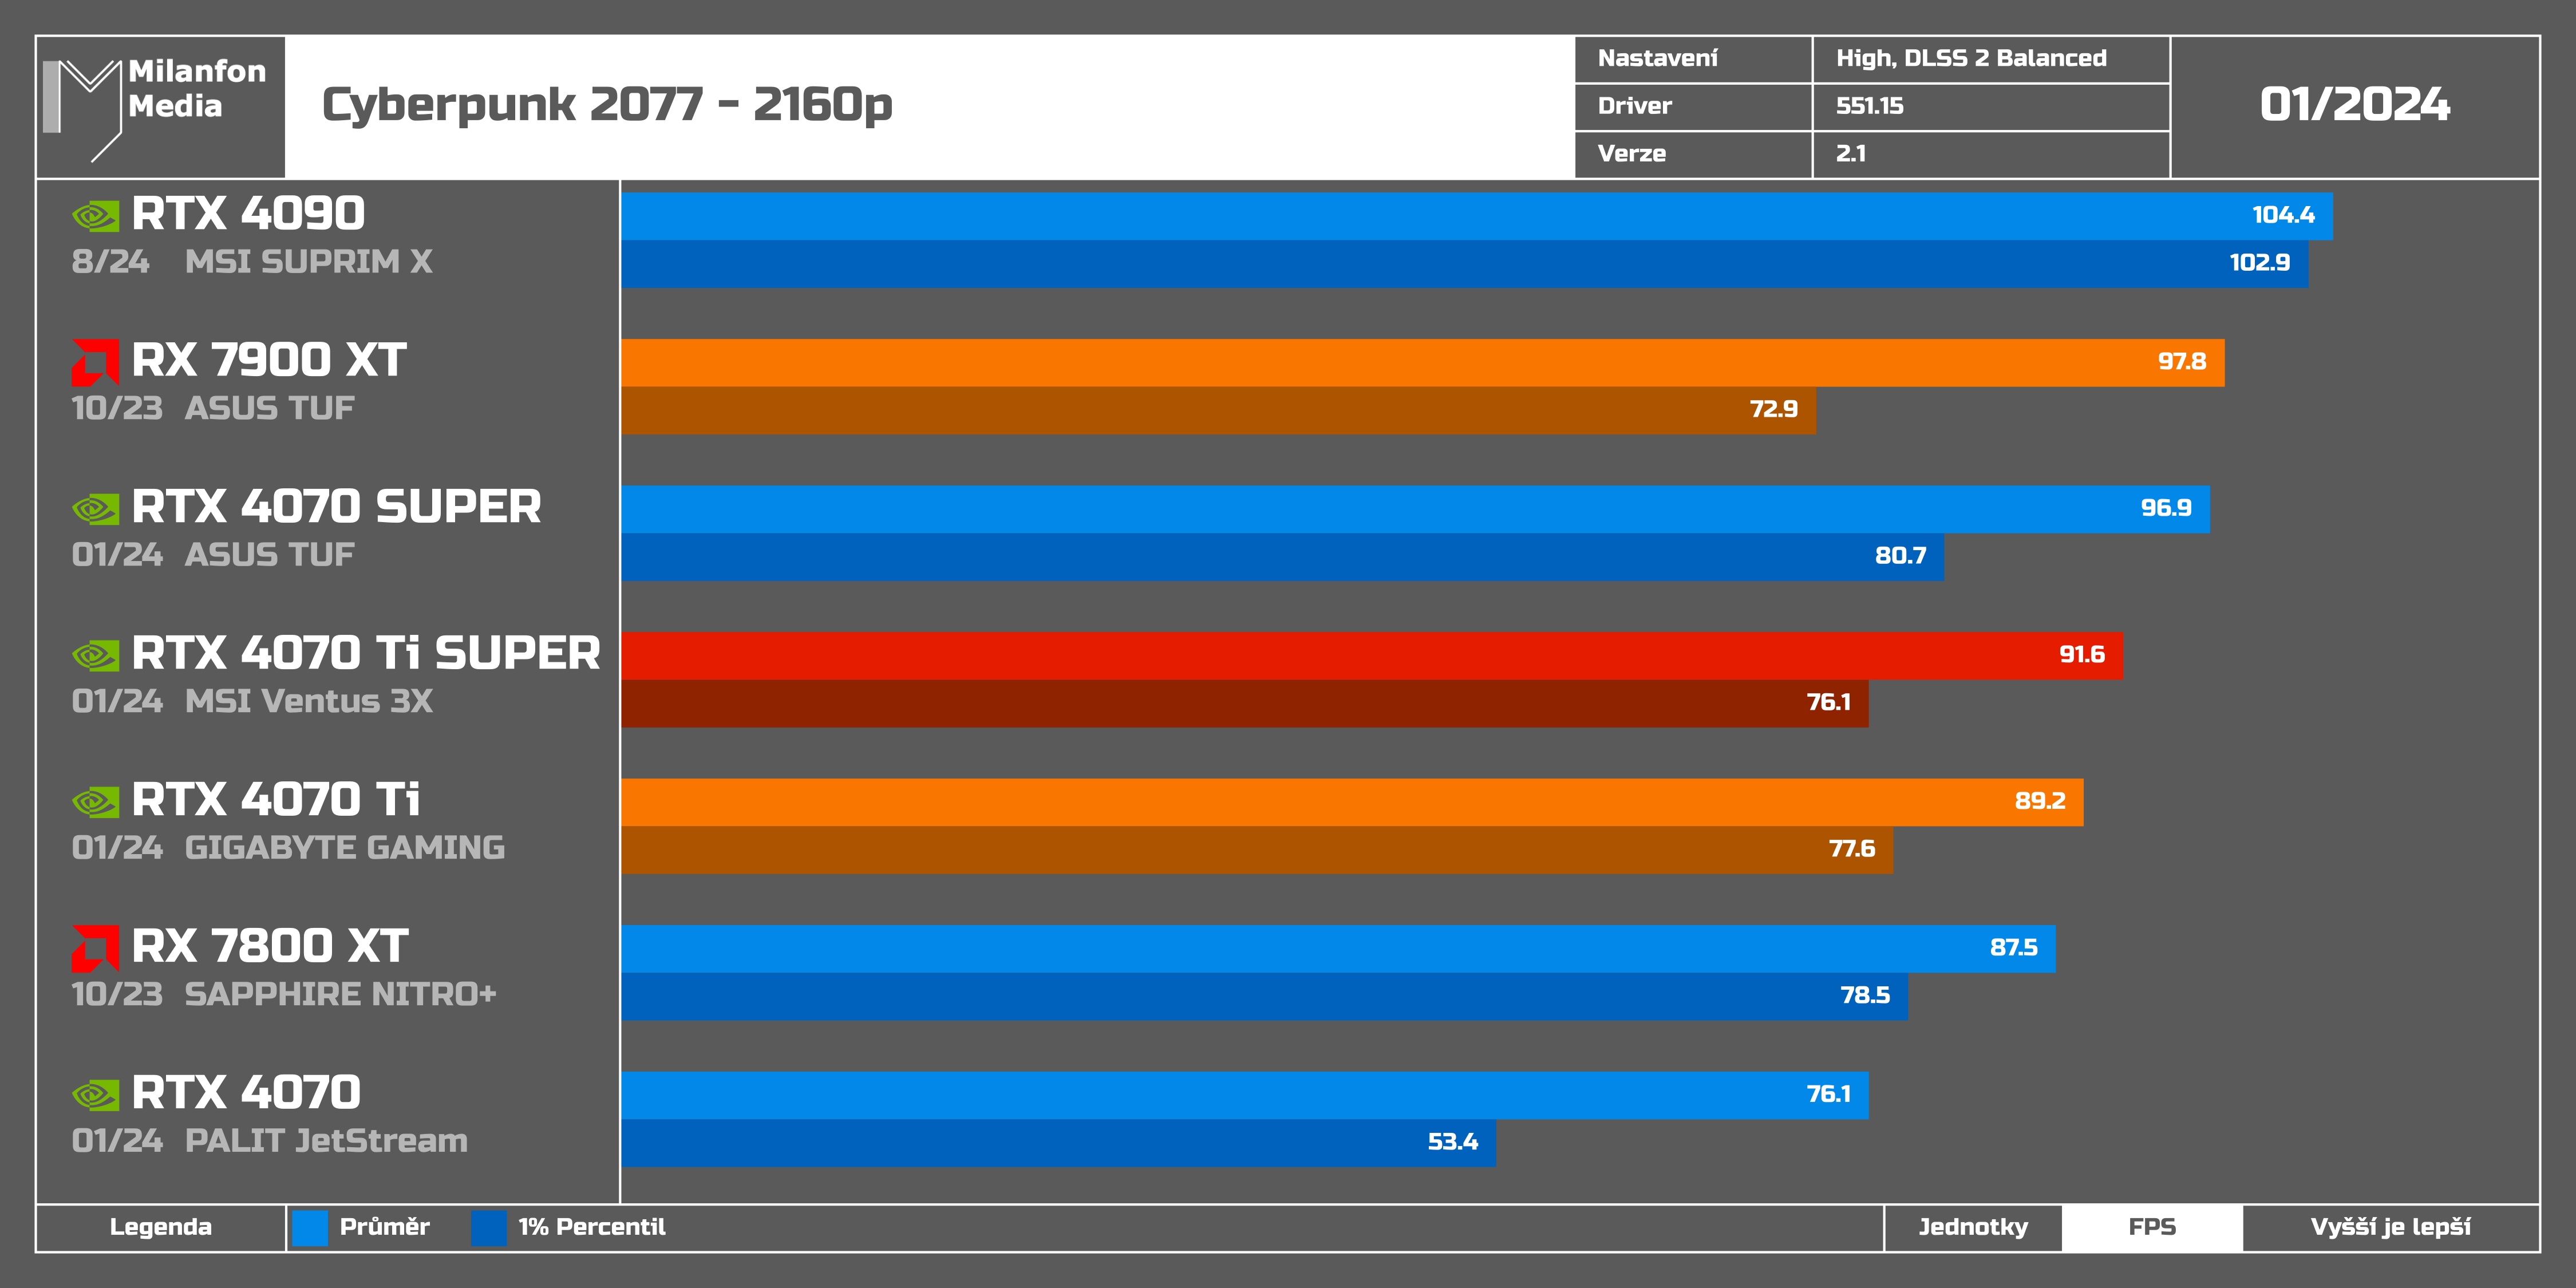 Milanfon
Media
Cyberpunk 2077 - 2160p
Nastavení High, DLSS 2 Balanced
Driver 551.15
Verze 2.1
01/2024
RTX 4090
8/24 MSI SUPRIM X
104.4
102.9
RX 7900 XT
10/23 ASUS TUF
97.8
72.9
RTX 4070 SUPER
01/24 ASUS TUF
96.9
80.7
RTX 4070 Ti SUPER
01/24 MSI Ventus 3X
91.6
76.1
RTX 4070 Ti
01/24 GIGABYTE GAMING
89.2
77.6
RX 7800 XT
10/23 SAPPHIRE NITRO+
87.5
78.5
RTX 4070
01/24 PALIT JetStream
76.1
53.4
Legenda Průměr 1% Percentil Jednotky FPS Vyšší je lepší